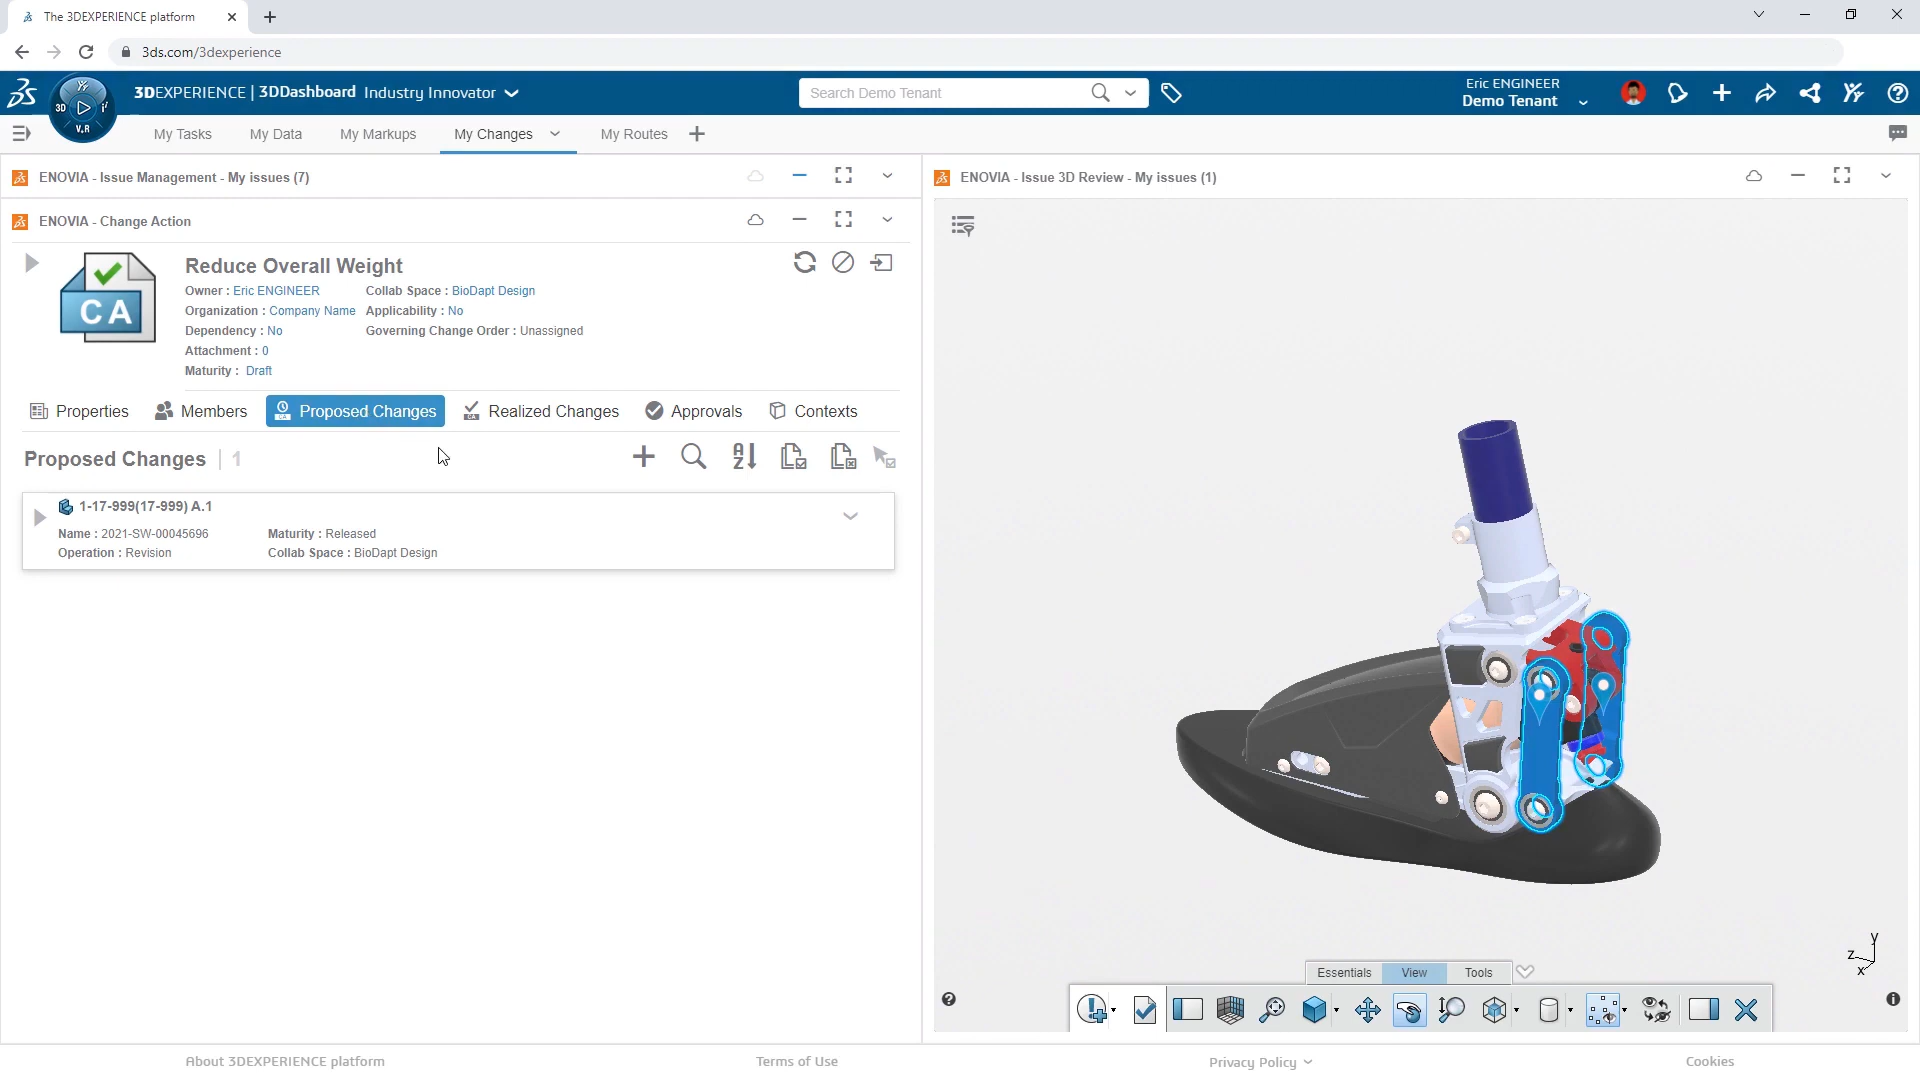 The 3DEXPERIENCE platform
3ds.com/3dexperience
3DEXPERIENCE | 3DDashboard Industry Innovator
Search Demo Tenant
Eric ENGINEER
Demo Tenant
3D
V.R
My Tasks
My Data
My Markups
My Changes
My Routes
ENOVIA - Issue Management - My issues (7)
ENOVIA - Issue 3D Review - My issues (1)
ENOVIA - Change Action
CA
Reduce Overall Weight
Owner : Eric ENGINEER
Collab Space : BioDapt Design
Organization : Company Name
Applicability : No
Dependency : No
Governing Change Order : Unassigned
Attachment : 0
Maturity : Draft
Properties
Members
Proposed Changes
Realized Changes
Approvals
Contexts
Proposed Changes | 1
1-17-999(17-999) A.1
Name : 2021-SW-00045696
Maturity : Released
Operation : Revision
Collab Space : BioDapt Design
y
z
x
Essentials
View
Tools
About 3DEXPERIENCE platform
Terms of Use
Privacy Policy
Cookies